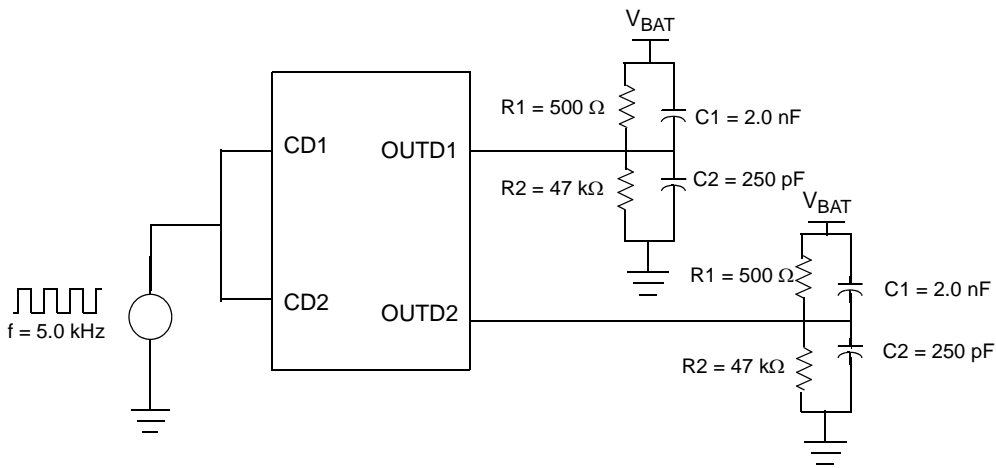 V_BAT
R1 = 500 Ω
C1 = 2.0 nF
CD1
OUTD1
R2 = 47 kΩ
C2 = 250 pF
V_BAT
R1 = 500 Ω
C1 = 2.0 nF
CD2
OUTD2
f = 5.0 kHz
R2 = 47 kΩ
C2 = 250 pF